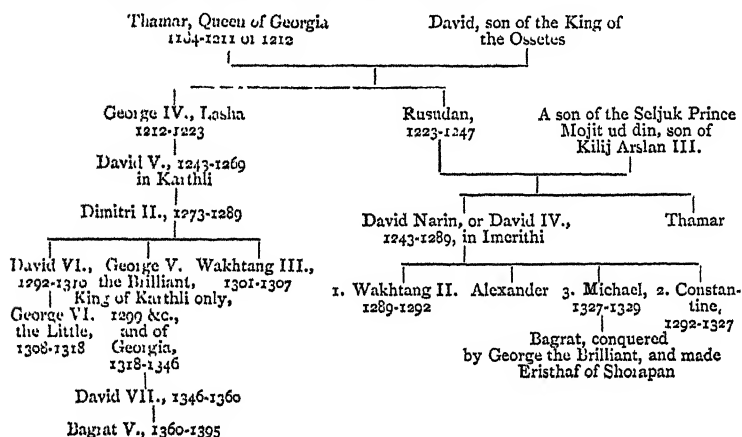 Thamar, Queen of Georgia
1184-1211 or 1212
David, son of the King of
the Ossetes
George IV., Lasha
1212-1223
Rusudan,
1223-1247
A son of the Seljuk Prince
Mojit ud din, son of
Kilij Arslan III.
David V., 1243-1269
in Karthli
Dimitri II., 1273-1289
David Narin, or David IV.,
1243-1289, in Imerithi
Thamar
David VI.,
1292-1310
George VI.
the Little,
1308-1318
George V.
the Brilliant,
King of Karthli only,
1299 &c.,
and of
Georgia,
1318-1346
Wakhtang III.,
1301-1307
1. Wakhtang II.
1289-1292
Alexander
3. Michael,
1327-1329
2. Constan-
tine,
1292-1327
Bagrat, conquered
by George the Brilliant, and made
Eristhaf of Shorapan
David VII., 1346-1360
Bagrat V., 1360-1395